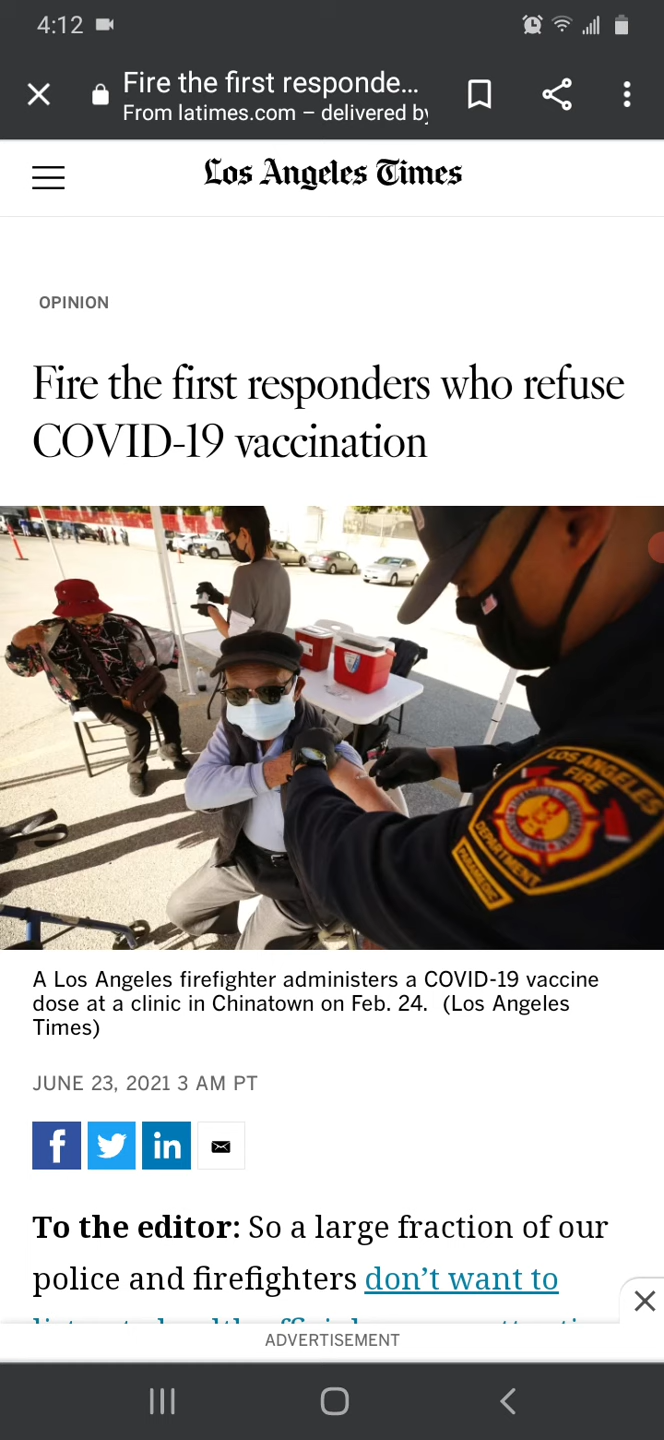 4:12
Fire the first responde...
From latimes.com – delivered by
Los Angeles Times
OPINION
Fire the first responders who refuse
COVID-19 vaccination
LOS ANGELES
FIRE
DEPARTMENT
PARAMEDIC
A Los Angeles firefighter administers a COVID-19 vaccine
dose at a clinic in Chinatown on Feb. 24. (Los Angeles
Times)
JUNE 23, 2021 3 AM PT
To the editor: So a large fraction of our
police and firefighters don’t want to
ADVERTISEMENT